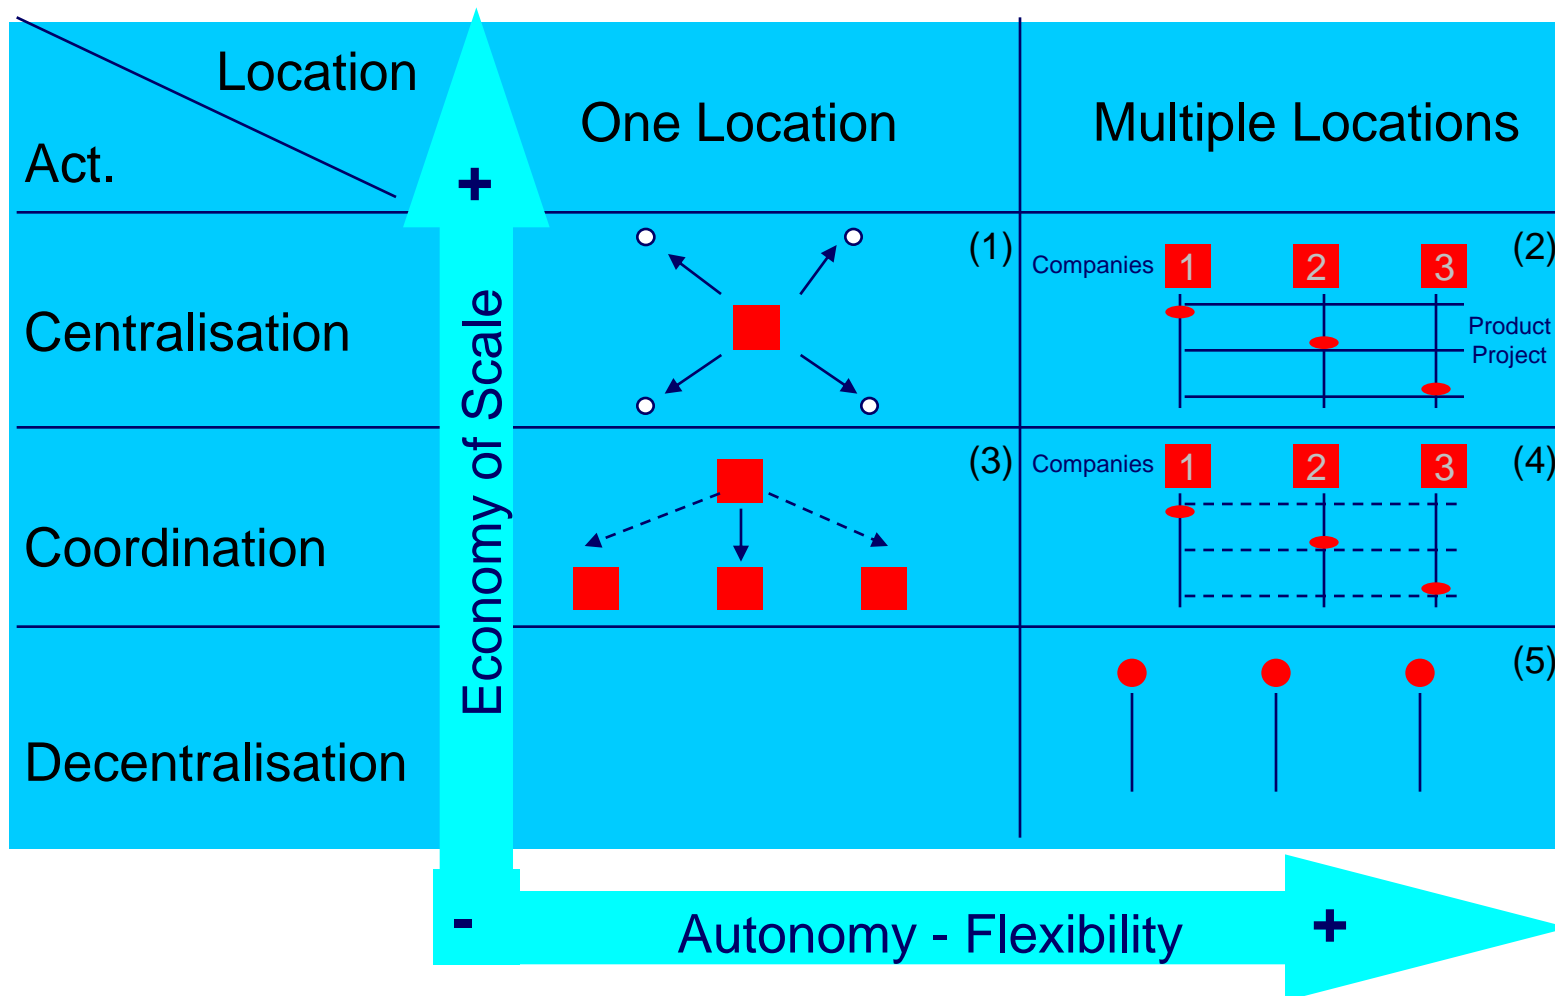 Location
Act.
+
One Location
Multiple Locations
Centralisation
(1)
Companies 1 2 3 (2)
Product
Project
Economy of Scale
Coordination
(3)
Companies 1 2 3 (4)
Decentralisation
(5)
-
Autonomy - Flexibility
+